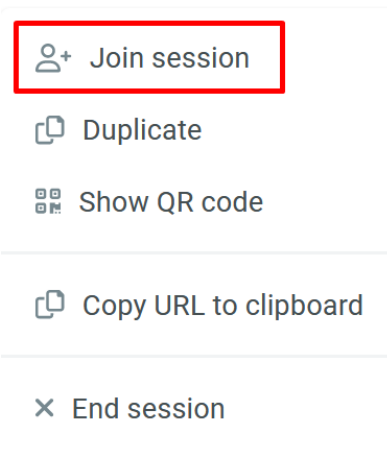 Join session
Duplicate
Show QR code
Copy URL to clipboard
End session